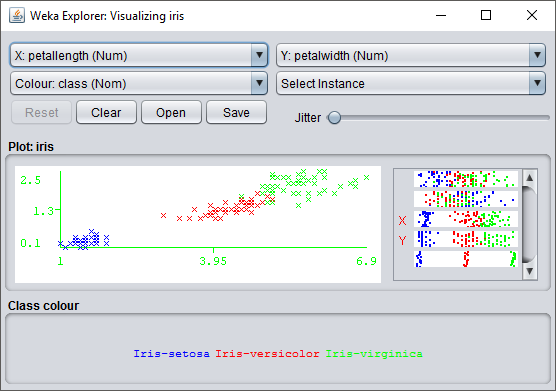 Weka Explorer: Visualizing iris
X: petallength (Num) Y: petalwidth (Num)
Colour: class (Nom) Select Instance
Reset Clear Open Save Jitter
Plot: iris
2.5
1.3
0.1
1 3.95 6.9
X
Y
Class colour
Iris-setosa Iris-versicolor Iris-virginica